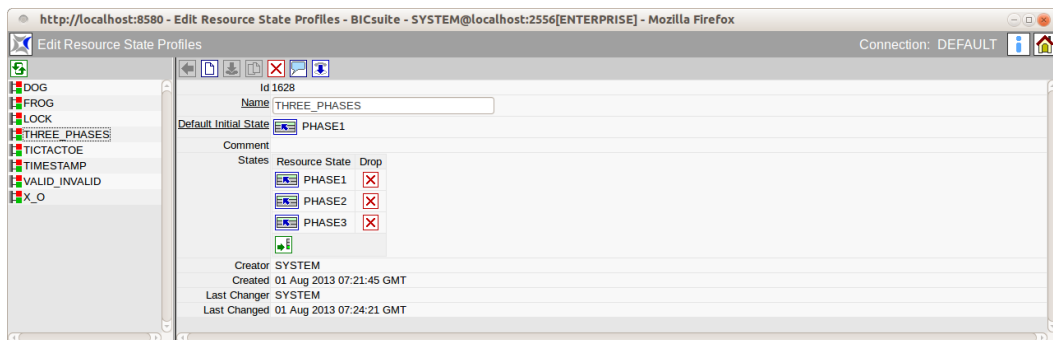 http://localhost:8580 - Edit Resource State Profiles - BICsuite - SYSTEM@localhost:2556[ENTERPRISE] - Mozilla Firefox
Edit Resource State Profiles
Connection: DEFAULT
DOG
FROG
LOCK
THREE_PHASES
TICTACTOE
TIMESTAMP
VALID_INVALID
X_O
Id 1628
Name THREE_PHASES
Default Initial State PHASE1
Comment
States Resource State Drop
PHASE1
PHASE2
PHASE3
Creator SYSTEM
Created 01 Aug 2013 07:21:45 GMT
Last Changer SYSTEM
Last Changed 01 Aug 2013 07:24:21 GMT